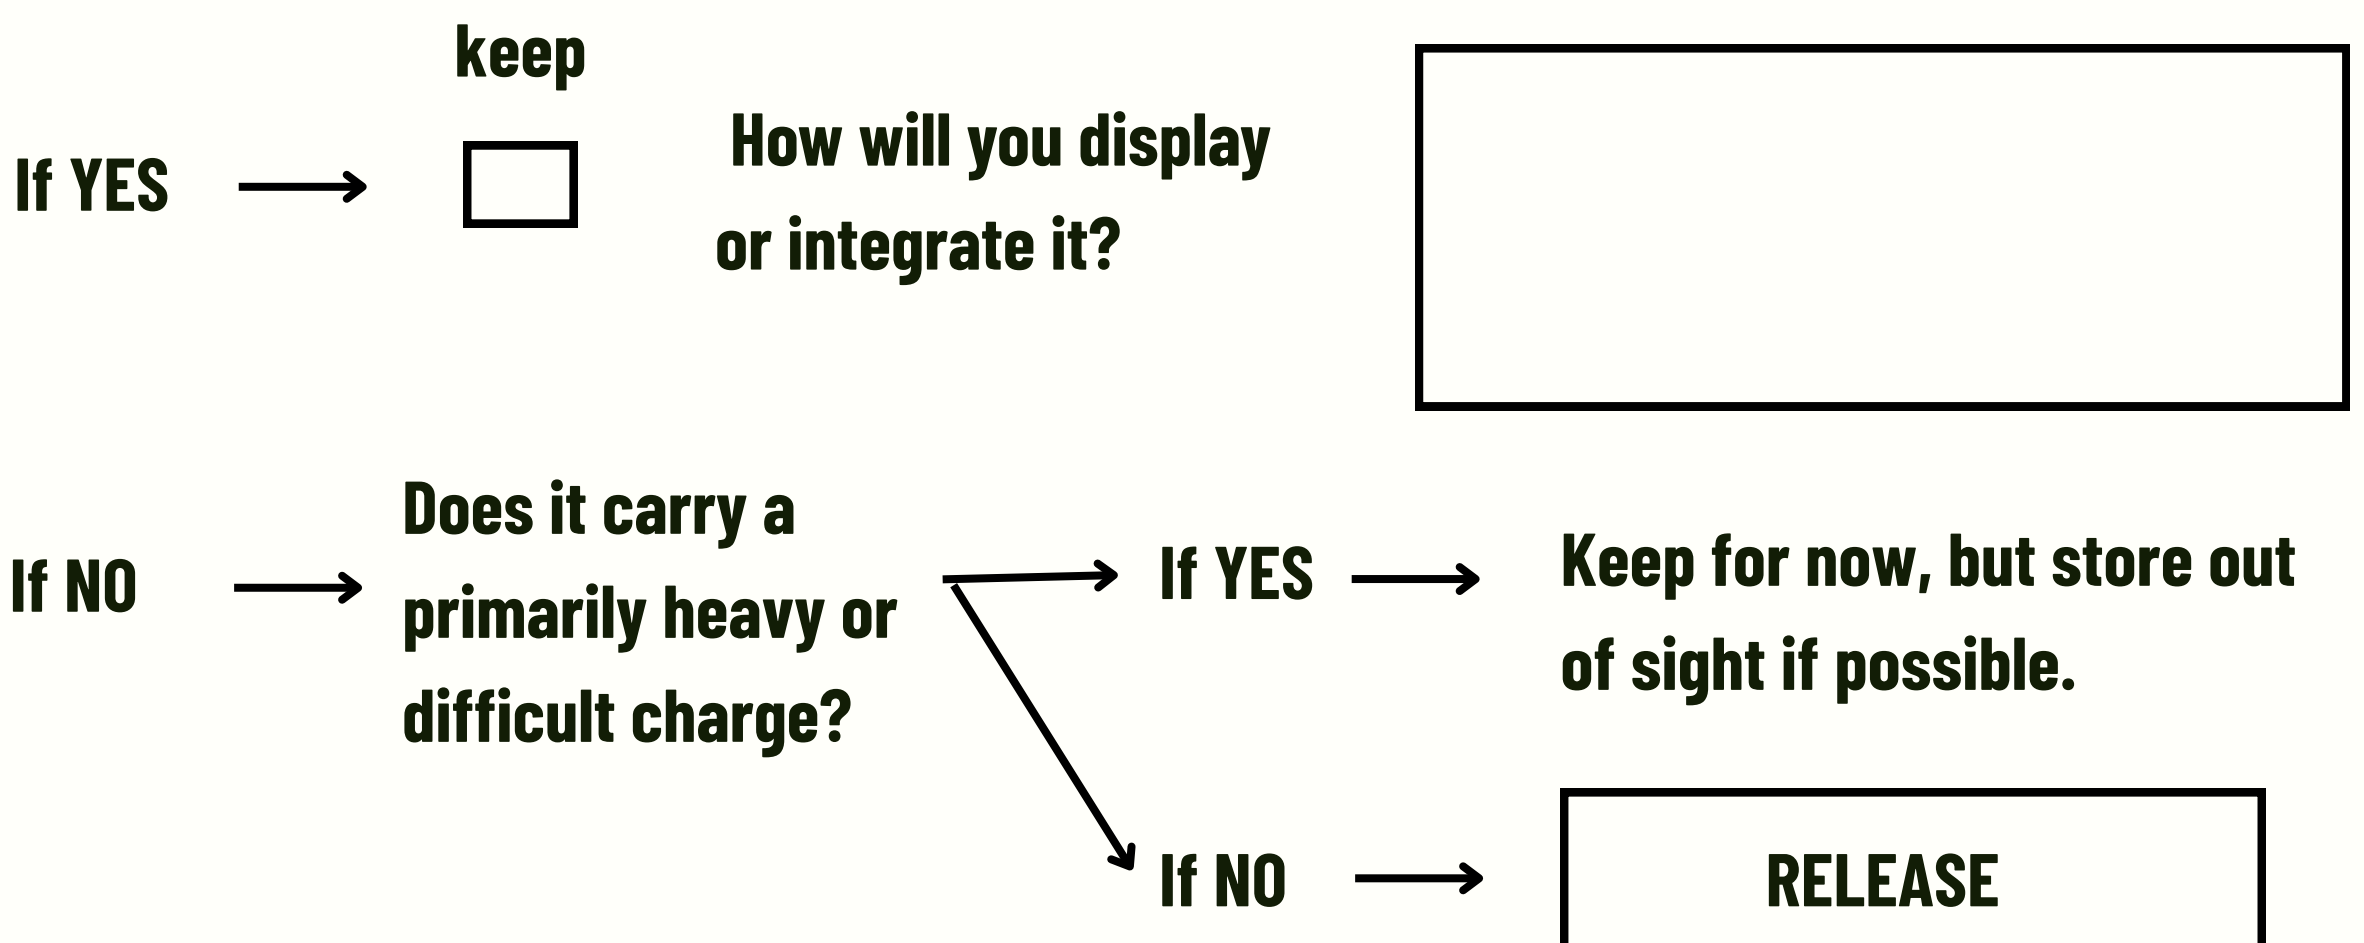 keep
If YES
How will you display
or integrate it?
If NO
Does it carry a
primarily heavy or
difficult charge?
If YES
Keep for now, but store out
of sight if possible.
If NO
RELEASE